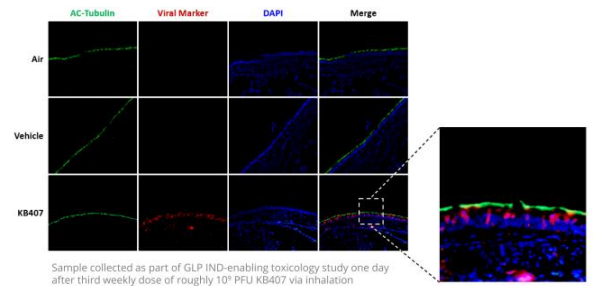 AC-Tubulin Viral Marker DAPI Merge
Air
Vehicle
KB407
Sample collected as part of GLP IND-enabling toxicology study one day
after third weekly dose of roughly 10⁹ PFU KB407 via inhalation